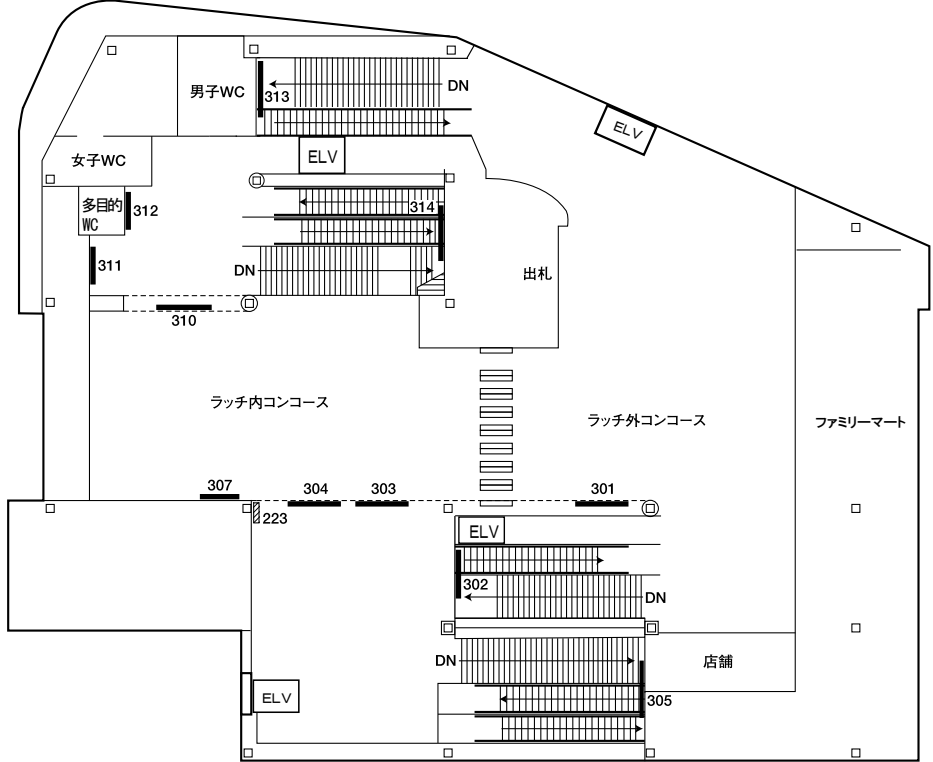 男子WC
313
DN
ELV
女子WC
ELV
多目的
WC
312
314
311
DN
出札
310
ラッチ内コンコース
ラッチ外コンコース
ファミリーマート
307
304
303
301
223
ELV
302
DN
DN
店舗
ELV
305